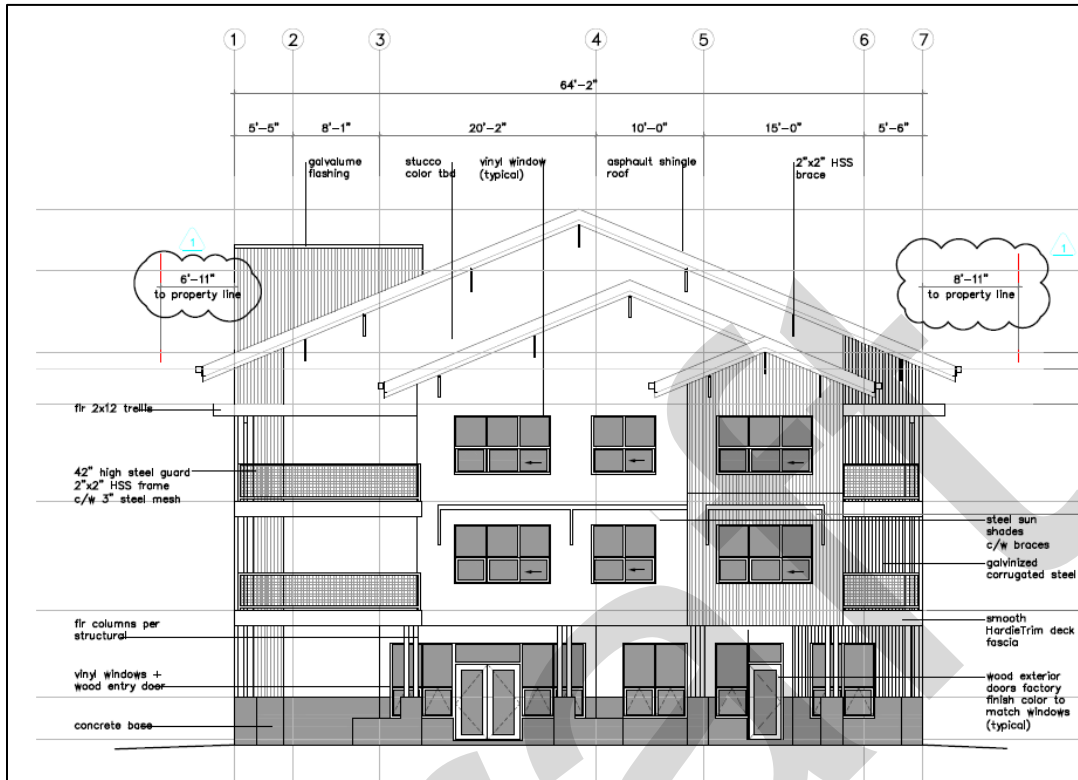 1 2 3 4 5 6 7
64'-2"
5'-5" 8'-1" 20'-2" 10'-0" 15'-0" 5'-6"
galvalume
flashing
stucco
color tbd
vinyl window
(typical)
asphault shingle
roof
2"x2" HSS
brace
1
6'-11"
to property line
1
8'-11"
to property line
fir 2x12 trellis
42" high steel guard
2"x2" HSS frame
c/w 3" steel mesh
steel sun
shades
c/w braces
galvinized
corrugated steel
fir columns per
structural
smooth
HardieTrim deck
fascia
vinyl windows +
wood entry door
wood exterior
doors factory
finish color to
match windows
(typical)
concrete base